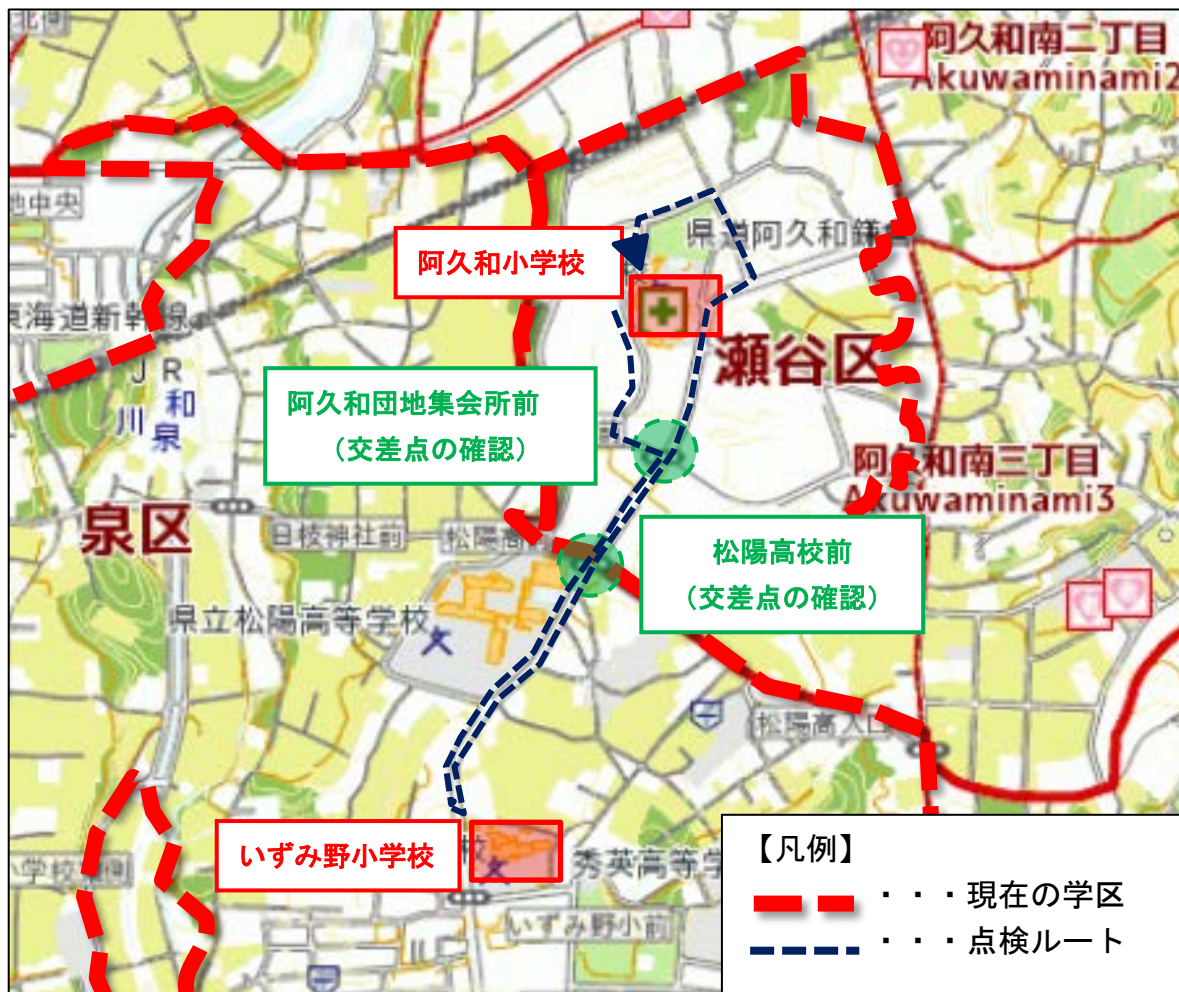 阿久和南二丁目
Akuwaminami2
地中央
県道阿久和鎌倉
阿久和小学校
東海道新幹線
瀬谷区
JR
和泉川
阿久和団地集会所前
（交差点の確認）
阿久和南三丁目
Akuwaminami3
泉区
日枝神社前
松陽高
松陽高校前
（交差点の確認）
県立松陽高等学校
松陽高入口
いずみ野小学校
校
秀英高等学
小学校
いずみ野小前
【凡例】
・・・現在の学区
・・・点検ルート